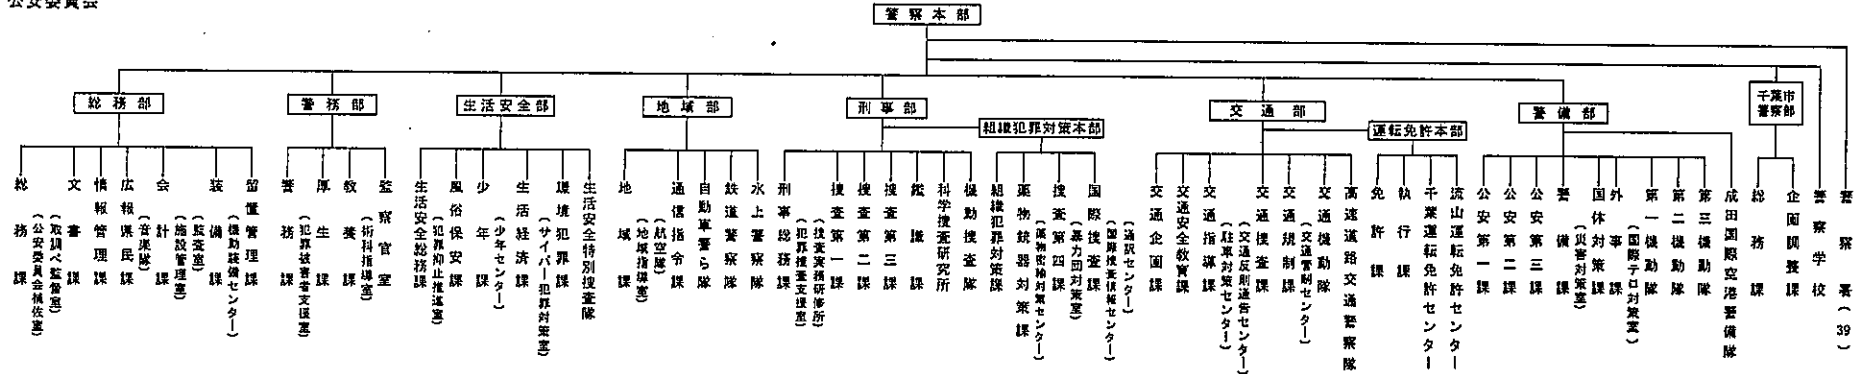 公安委員会
警察本部
総務部
警務部
生活安全部
地域部
刑事部
組織犯罪対策本部
交通部
運転免許本部
警備部
千葉市
警察部
総務課
(公安委員会補佐室)
(取調べ監督室)
文書課
情報管理課
広報県民課
(音楽隊)
会計課
(施設管理室)
(監査室)
装備課
(機動装備センター)
留置管理課
警務課
(犯罪被害者支援室)
厚生課
教養課
(術科指導室)
監察官室
生活安全総務課
(犯罪抑止推進室)
風俗保安課
少年課
(少年センター)
生活経済課
(サイバー犯罪対策室)
環境犯罪課
生活安全特別捜査隊
地域課
(地域指導室)
(航空隊)
通信指令課
自動車警ら隊
鉄道警察隊
水上警察隊
刑事総務課
(犯罪捜査支援室)
(捜査実務研修所)
捜査第一課
捜査第二課
捜査第三課
鑑識課
科学捜査研究所
機動捜査隊
組織犯罪対策課
薬物銃器対策課
(薬物密輸対策センター)
捜査第四課
(暴力団対策室)
国際捜査課
(国際捜査情報センター)
(通訳センター)
交通企画課
交通安全教育課
交通指導課
(駐車対策センター)
(交通反則通告センター)
交通捜査課
交通規制課
(交通管制センター)
交通機動隊
高速道路交通警察隊
免許課
執行課
千葉運転免許センター
流山運転免許センター
公安第一課
公安第二課
公安第三課
警備課
(災害対策室)
国体対策課
外事課
(国際テロ対策室)
第一機動隊
第二機動隊
第三機動隊
成田国際空港警備隊
総務課
企画調整課
警察学校
警察署(39)